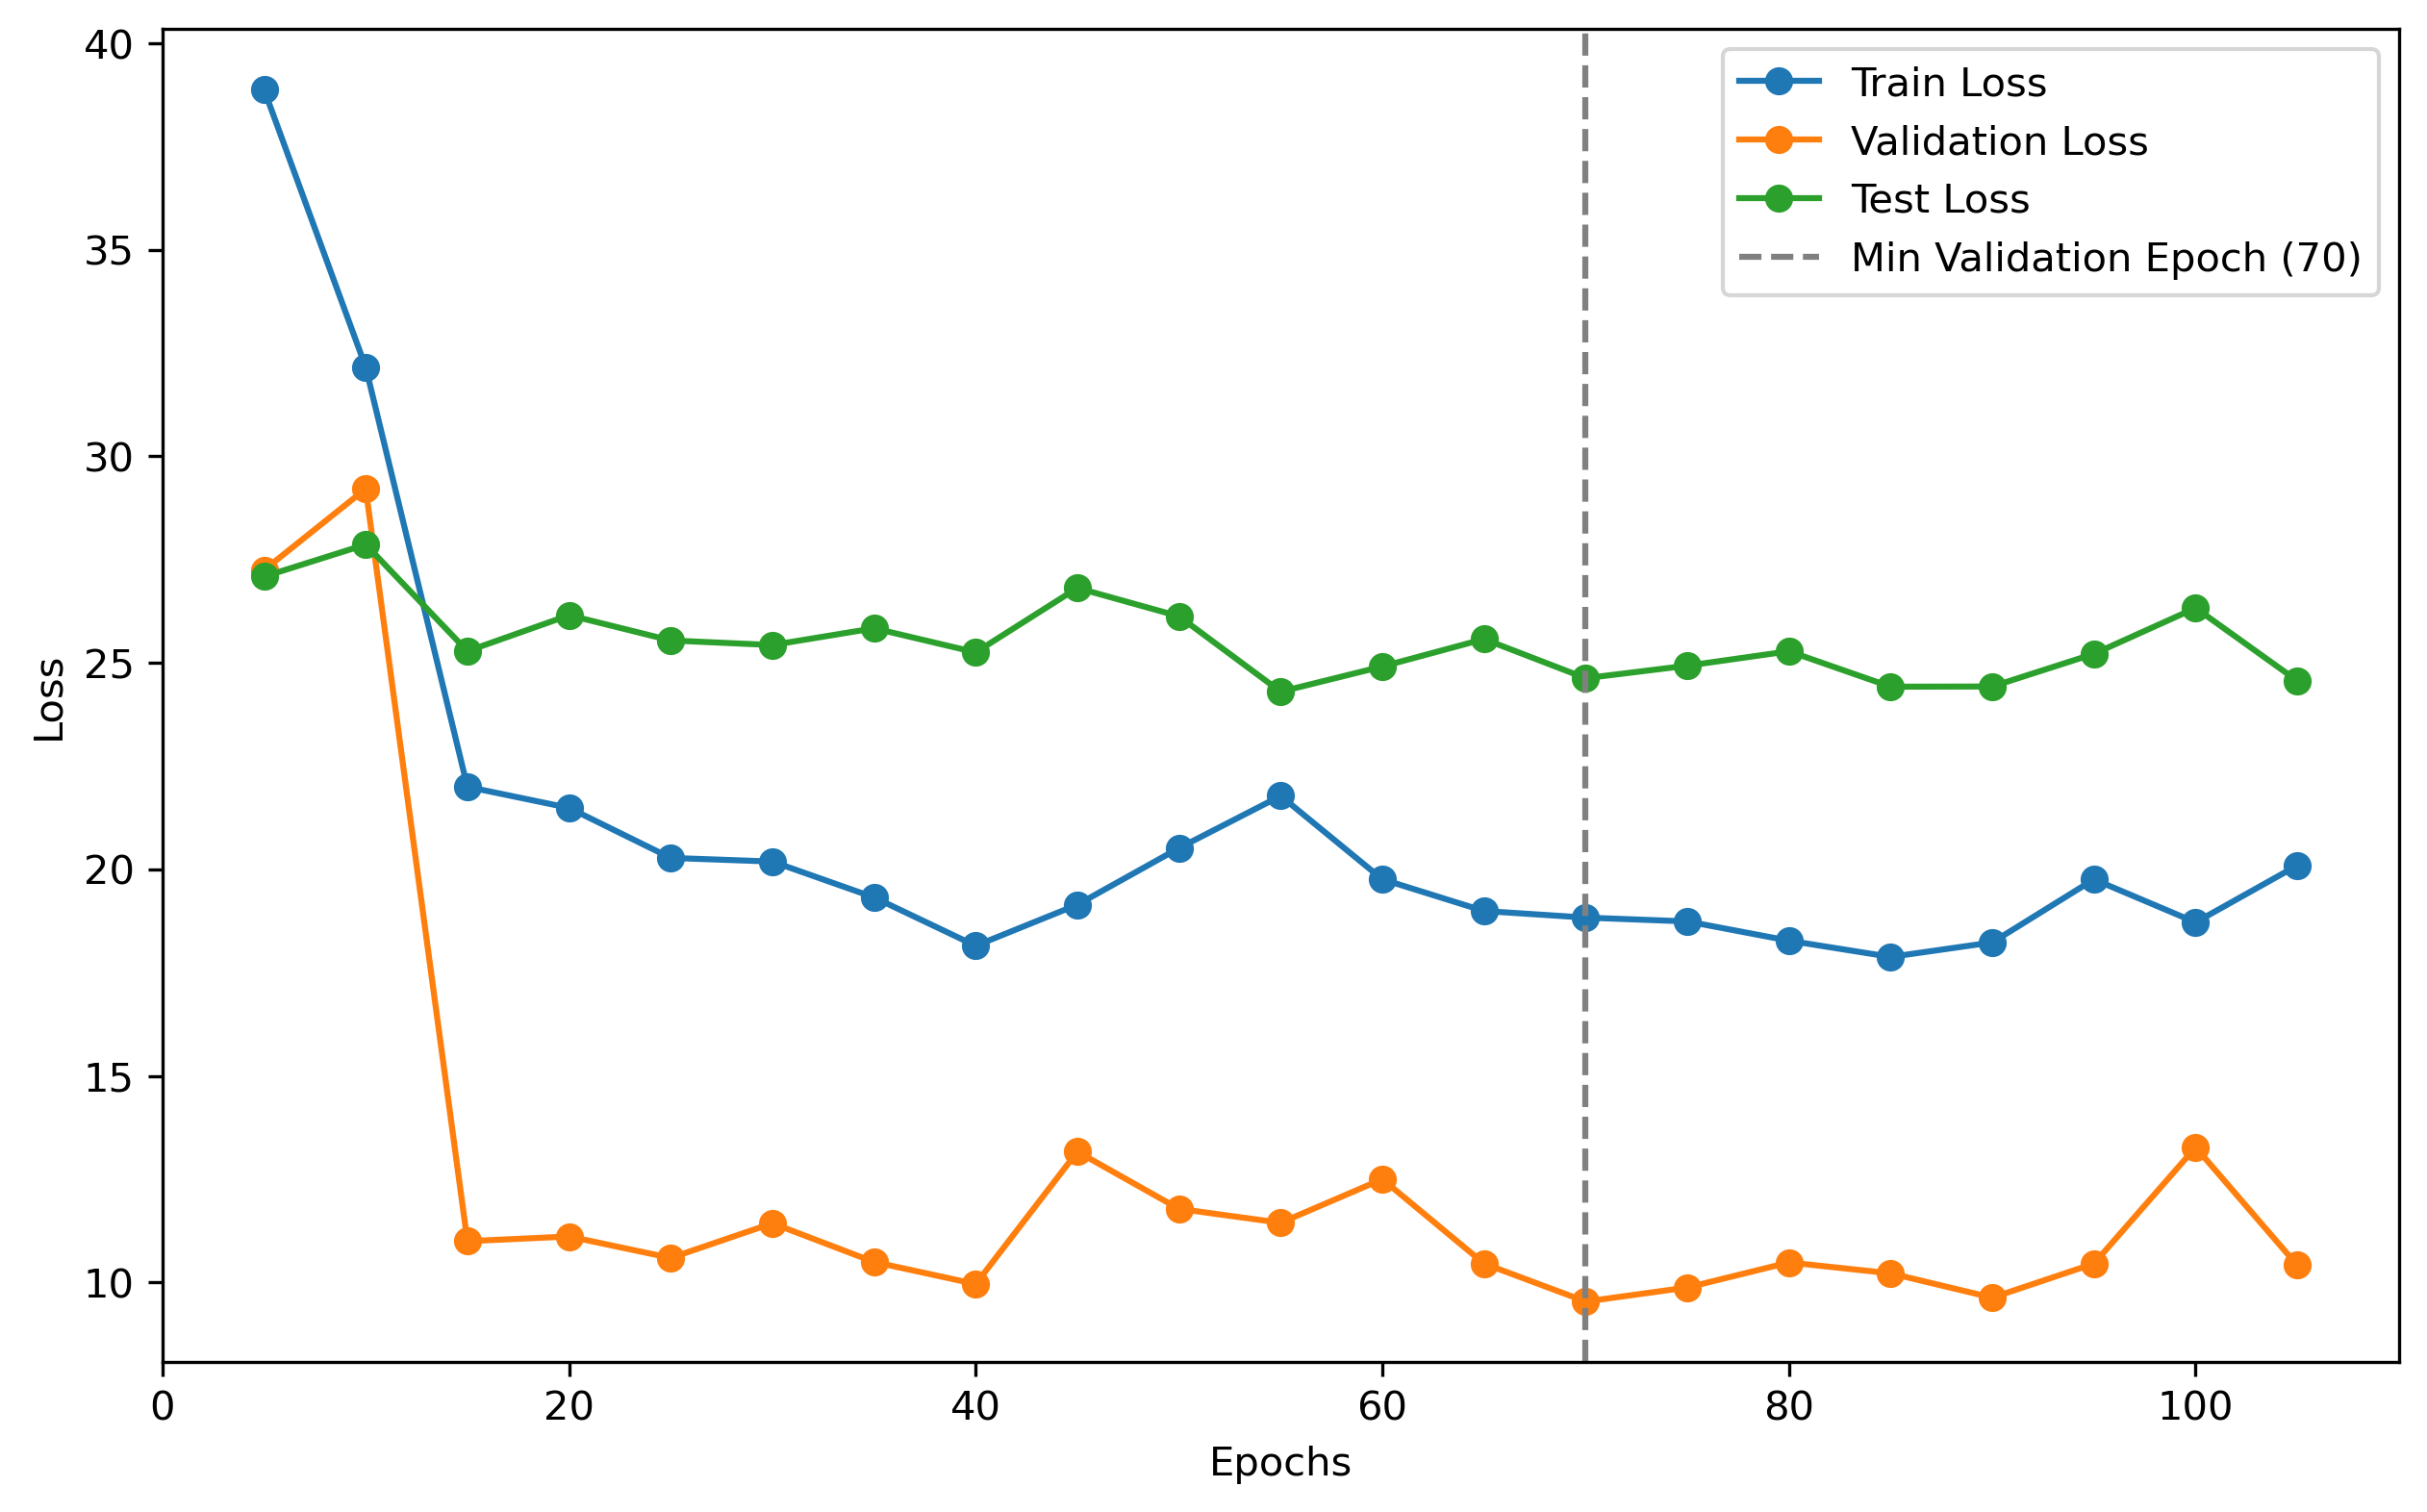 40
35
30
25
20
15
10
Loss
0 20 40 60 80 100
Epochs
Train Loss
Validation Loss
Test Loss
Min Validation Epoch (70)